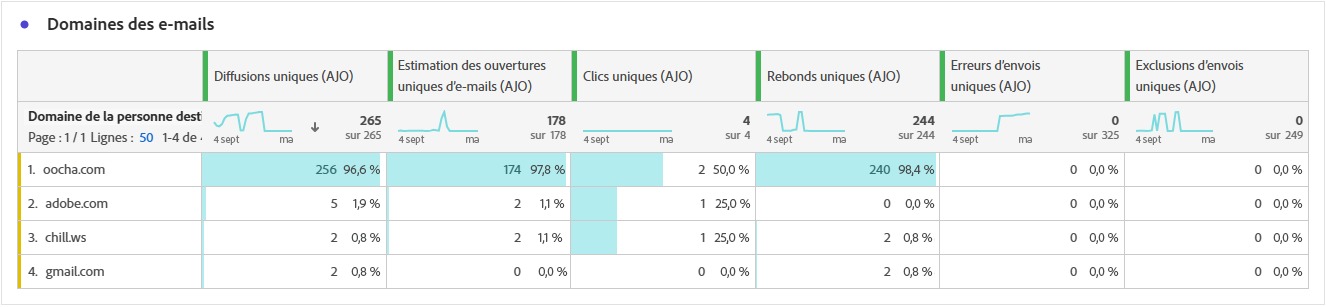 Domaines des e-mails
Diffusions uniques (AJO)
Estimation des ouvertures
uniques d'e-mails (AJO)
Clics uniques (AJO)
Rebonds uniques (AJO)
Erreurs d'envois
uniques (AJO)
Exclusions d'envois
uniques (AJO)
Domaine de la personne desti
Page : 1 / 1 Lignes : 50 1-4 de 4
4 sept ma
265
sur 265
4 sept ma
178
sur 178
4 sept ma
4
sur 4
4 sept ma
244
sur 244
4 sept ma
0
sur 325
4 sept ma
0
sur 249
1. oocha.com 256 96,6 % 174 97,8 % 2 50,0 % 240 98,4 % 0 0,0 % 0 0,0 %
2. adobe.com 5 1,9 % 2 1,1 % 1 25,0 % 0 0,0 % 0 0,0 % 0 0,0 %
3. chill.ws 2 0,8 % 2 1,1 % 1 25,0 % 2 0,8 % 0 0,0 % 0 0,0 %
4. gmail.com 2 0,8 % 0 0,0 % 0 0,0 % 2 0,8 % 0 0,0 % 0 0,0 %